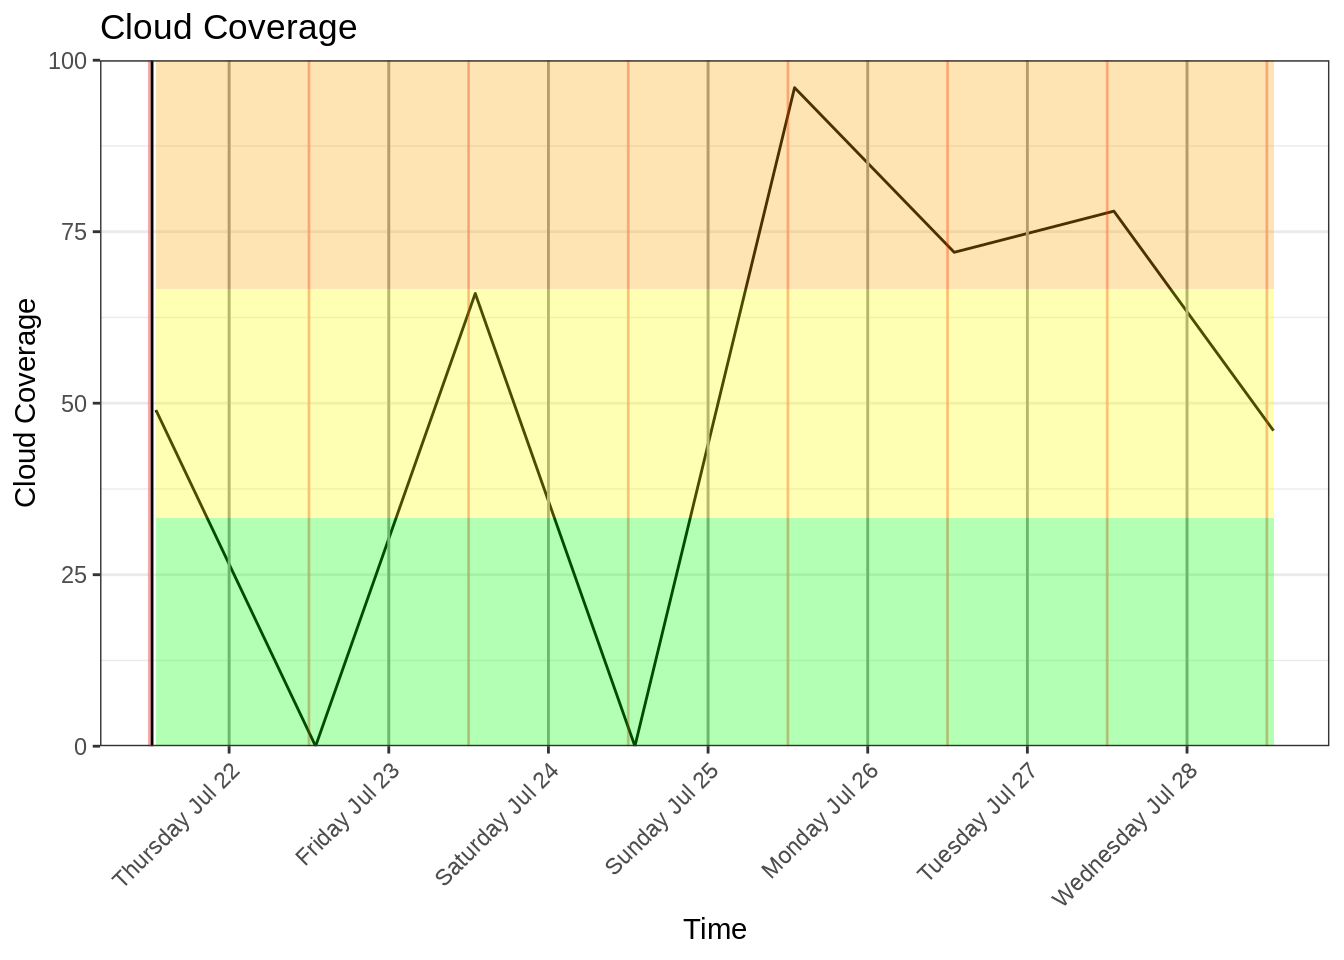 Cloud Coverage
100
75
50
25
0
Cloud Coverage
Thursday Jul 22
Friday Jul 23
Saturday Jul 24
Sunday Jul 25
Monday Jul 26
Tuesday Jul 27
Wednesday Jul 28
Time